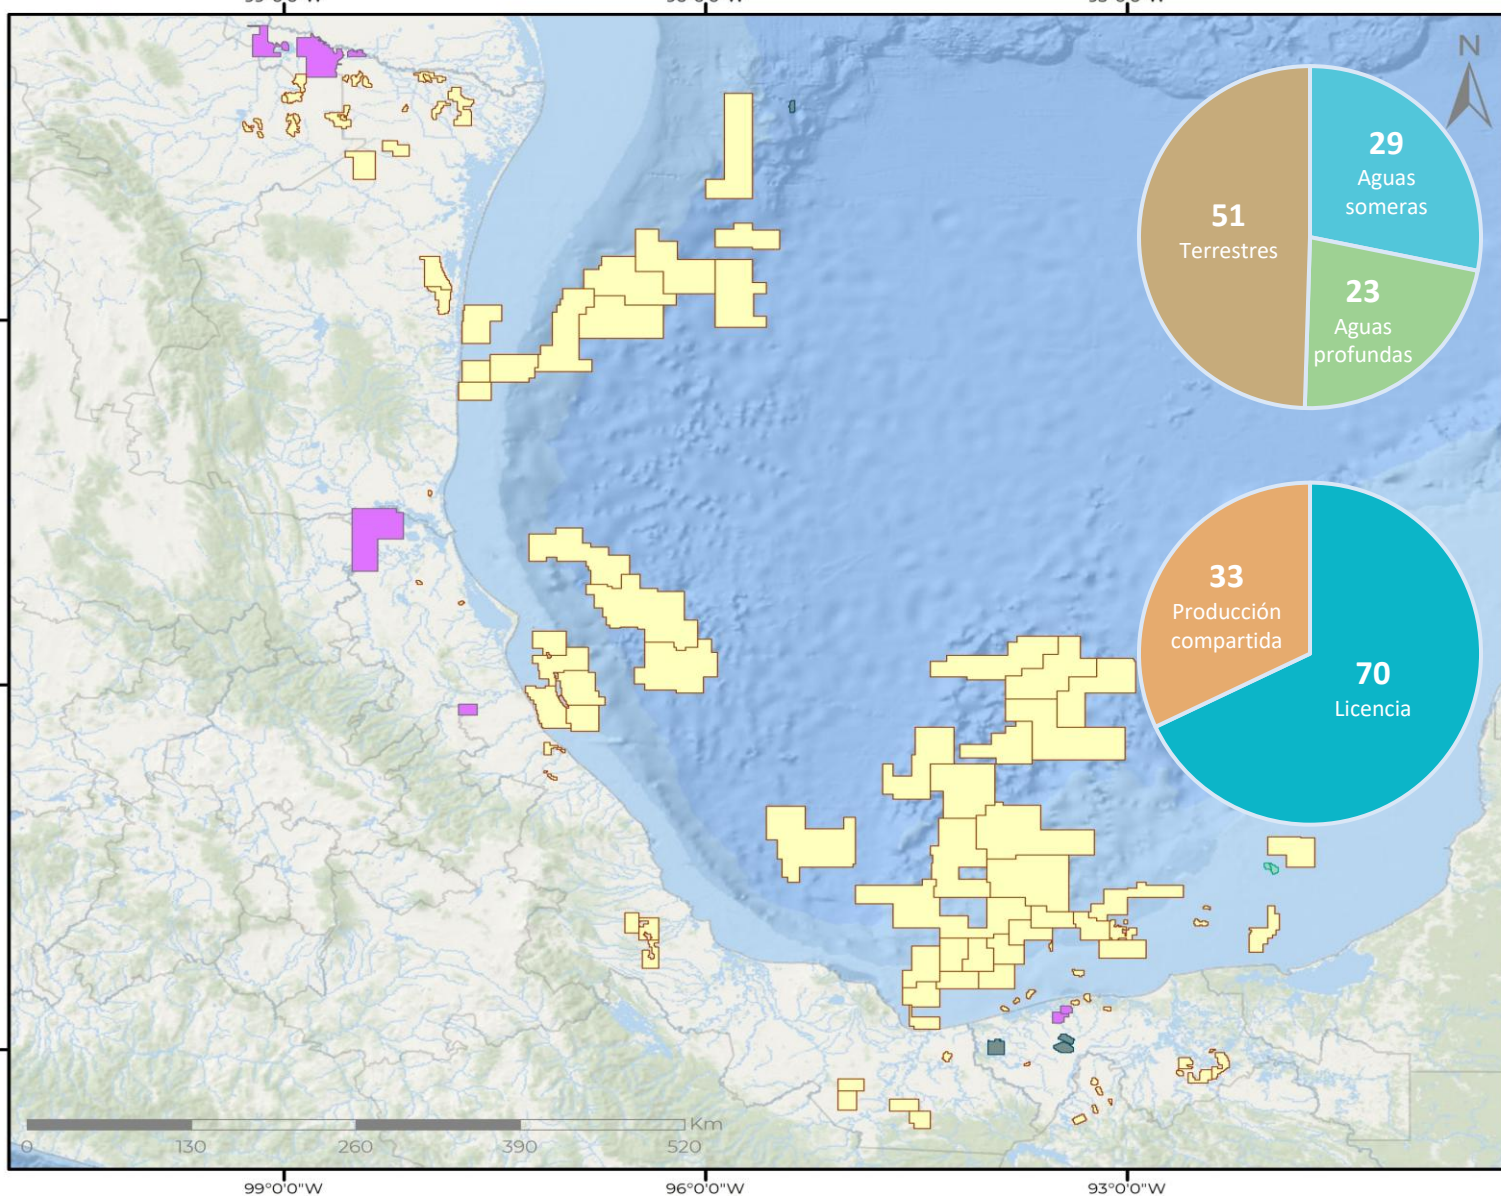 N
29
Aguas
someras
51
Terrestres
23
Aguas
profundas
33
Producción
compartida
70
Licencia
Km
0 130 260 390 520
99°0'0"W 96°0'0"W 93°0'0"W